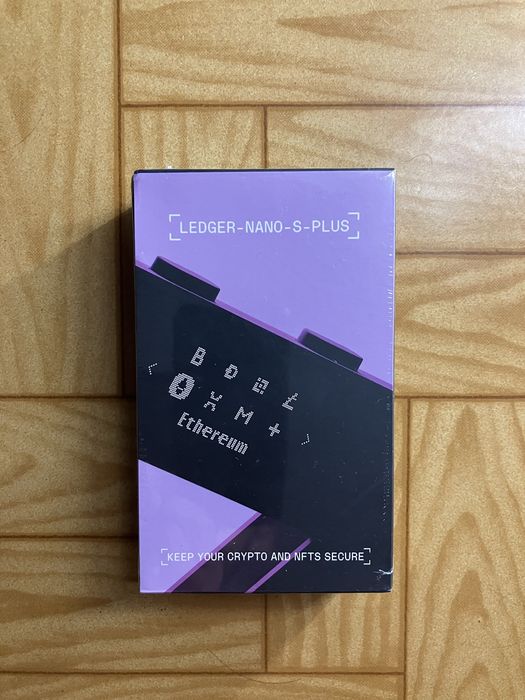 LEDGER-NANO-S-PLUS
B Đ Ł
M +
Ethereum
KEEP YOUR CRYPTO AND NFTS SECURE